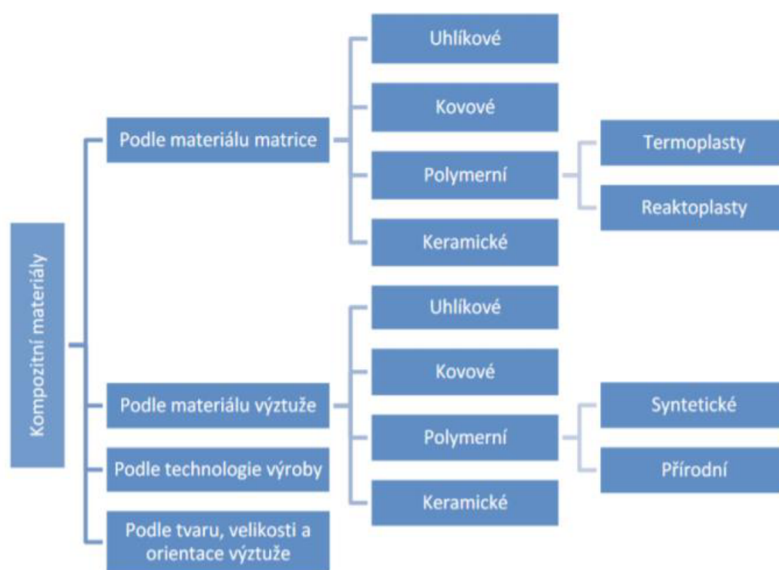 Kompozitní materiály
Podle materiálu matrice
Uhlíkové
Kovové
Polymerní
Termoplasty
Reaktoplasty
Keramické
Podle materiálu výztuže
Uhlíkové
Kovové
Polymerní
Syntetické
Přírodní
Keramické
Podle technologie výroby
Podle tvaru, velikosti a
orientace výztuže